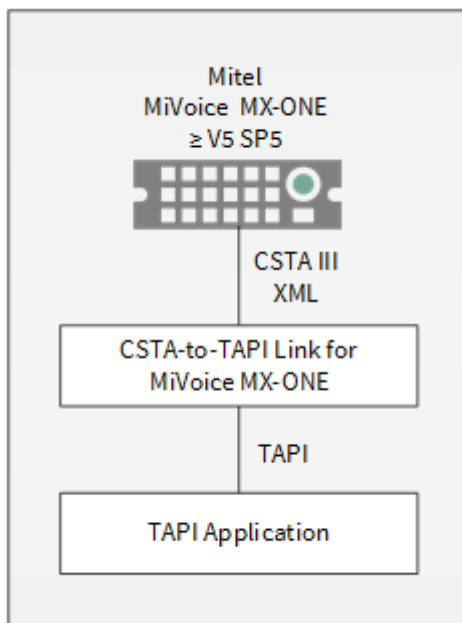 Mitel
MiVoice MX-ONE
≥ V5 SP5
CSTA III
XML
CSTA-to-TAPI Link for
MiVoice MX-ONE
TAPI
TAPI Application